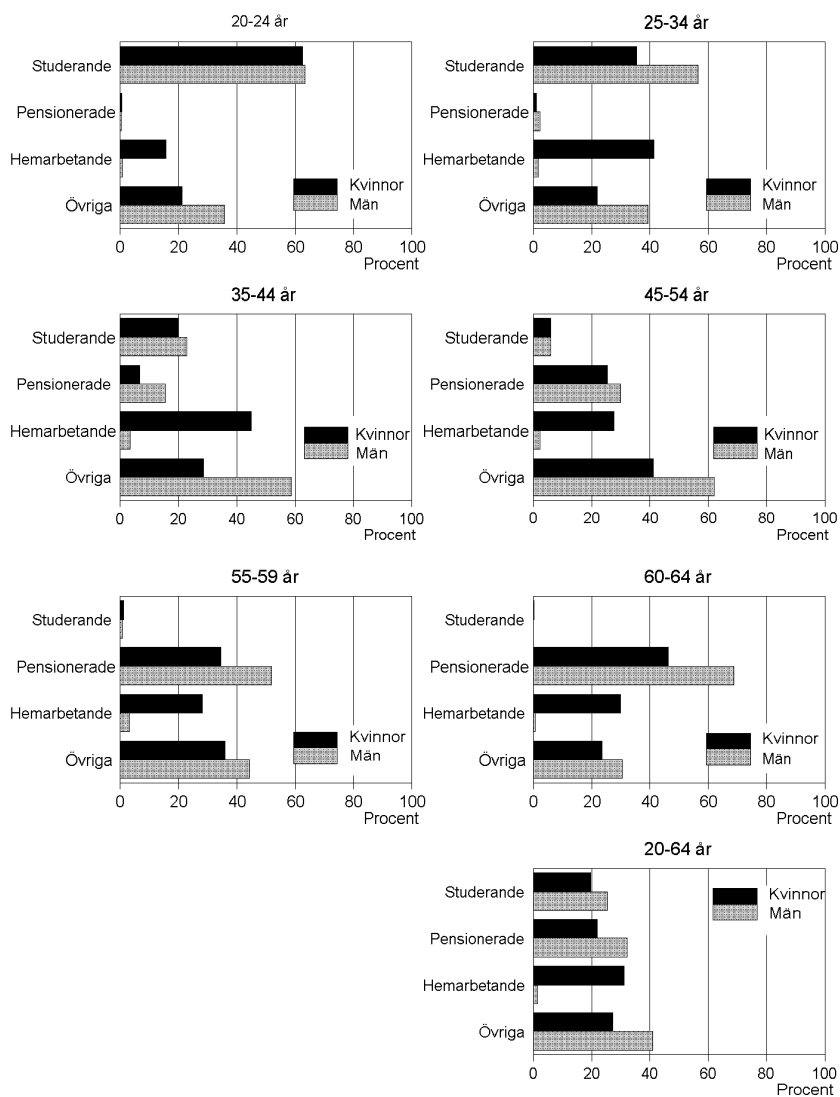 20-24 år
Studerande
Pensionerade
Hemarbetande
Övriga
Kvinnor
Män
0 20 40 60 80 100
Procent
25-34 år
Studerande
Pensionerade
Hemarbetande
Övriga
Kvinnor
Män
0 20 40 60 80 100
Procent
35-44 år
Studerande
Pensionerade
Hemarbetande
Övriga
Kvinnor
Män
0 20 40 60 80 100
Procent
45-54 år
Studerande
Pensionerade
Hemarbetande
Övriga
Kvinnor
Män
0 20 40 60 80 100
Procent
55-59 år
Studerande
Pensionerade
Hemarbetande
Övriga
Kvinnor
Män
0 20 40 60 80 100
Procent
60-64 år
Studerande
Pensionerade
Hemarbetande
Övriga
Kvinnor
Män
0 20 40 60 80 100
Procent
20-64 år
Studerande
Pensionerade
Hemarbetande
Övriga
Kvinnor
Män
0 20 40 60 80 100
Procent